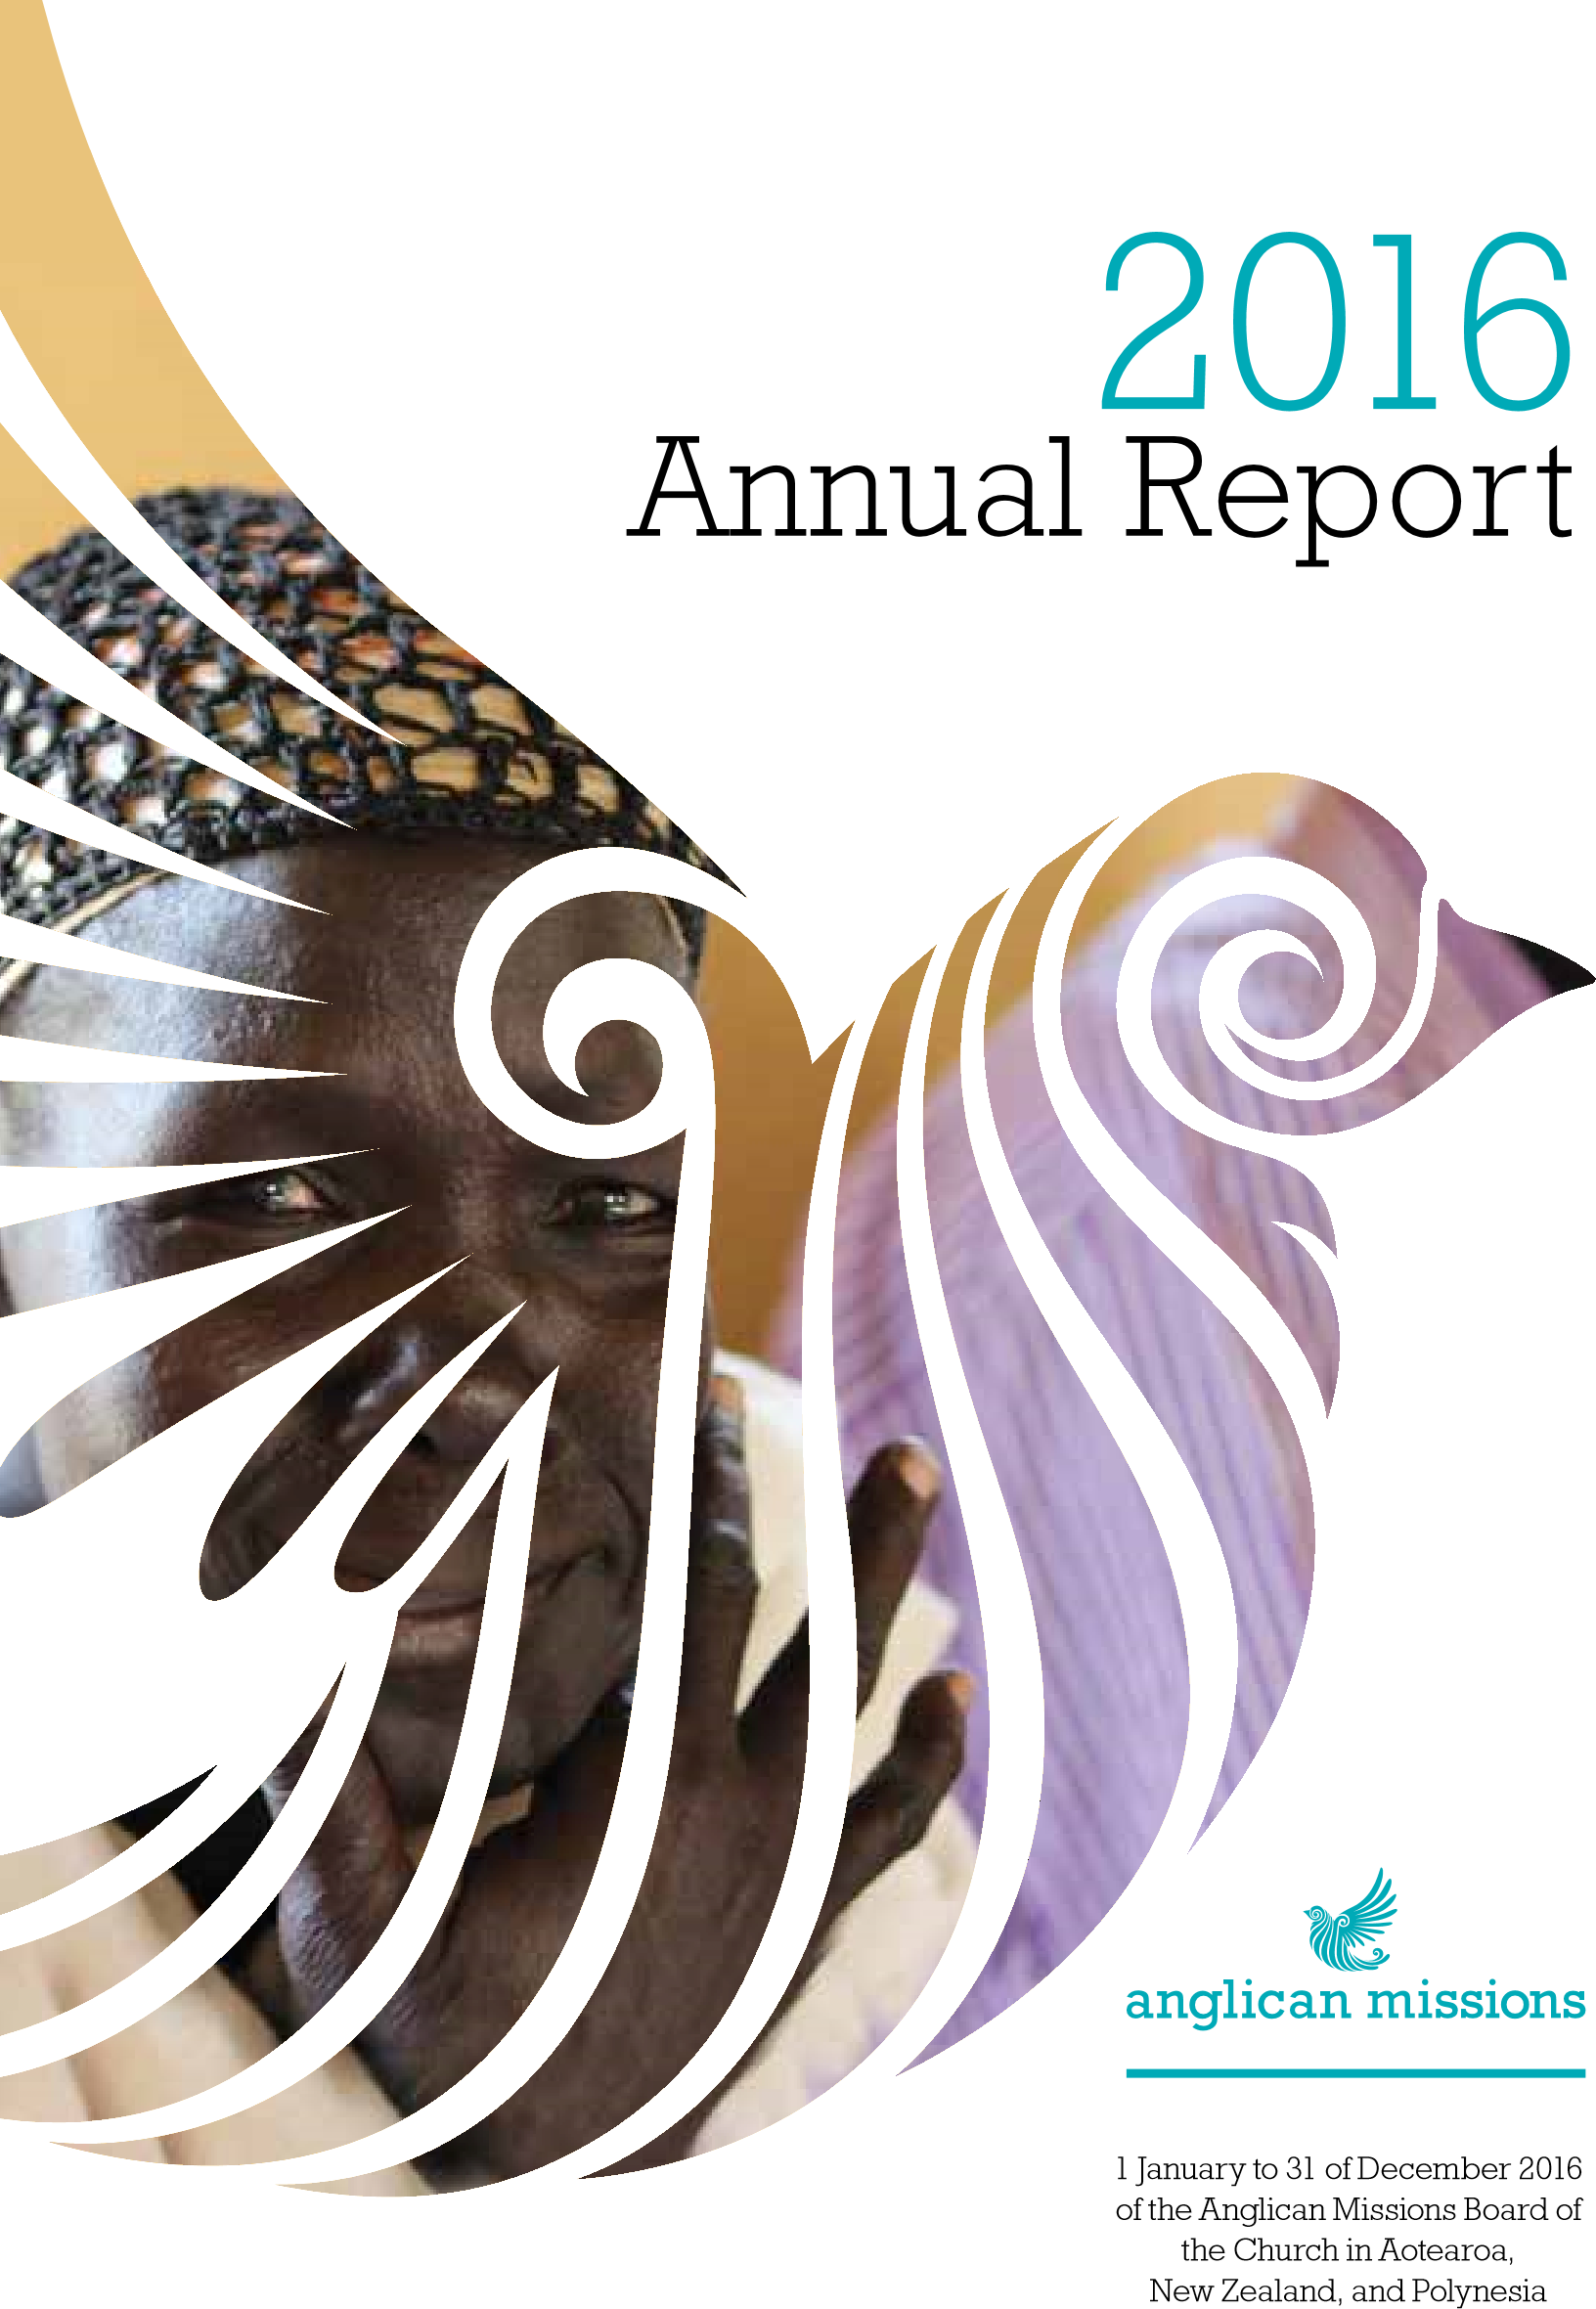 2016
Annual Report
anglican missions
1 January to 31 of December 2016
of the Anglican Missions Board of
the Church in Aotearoa,
New Zealand, and Polynesia